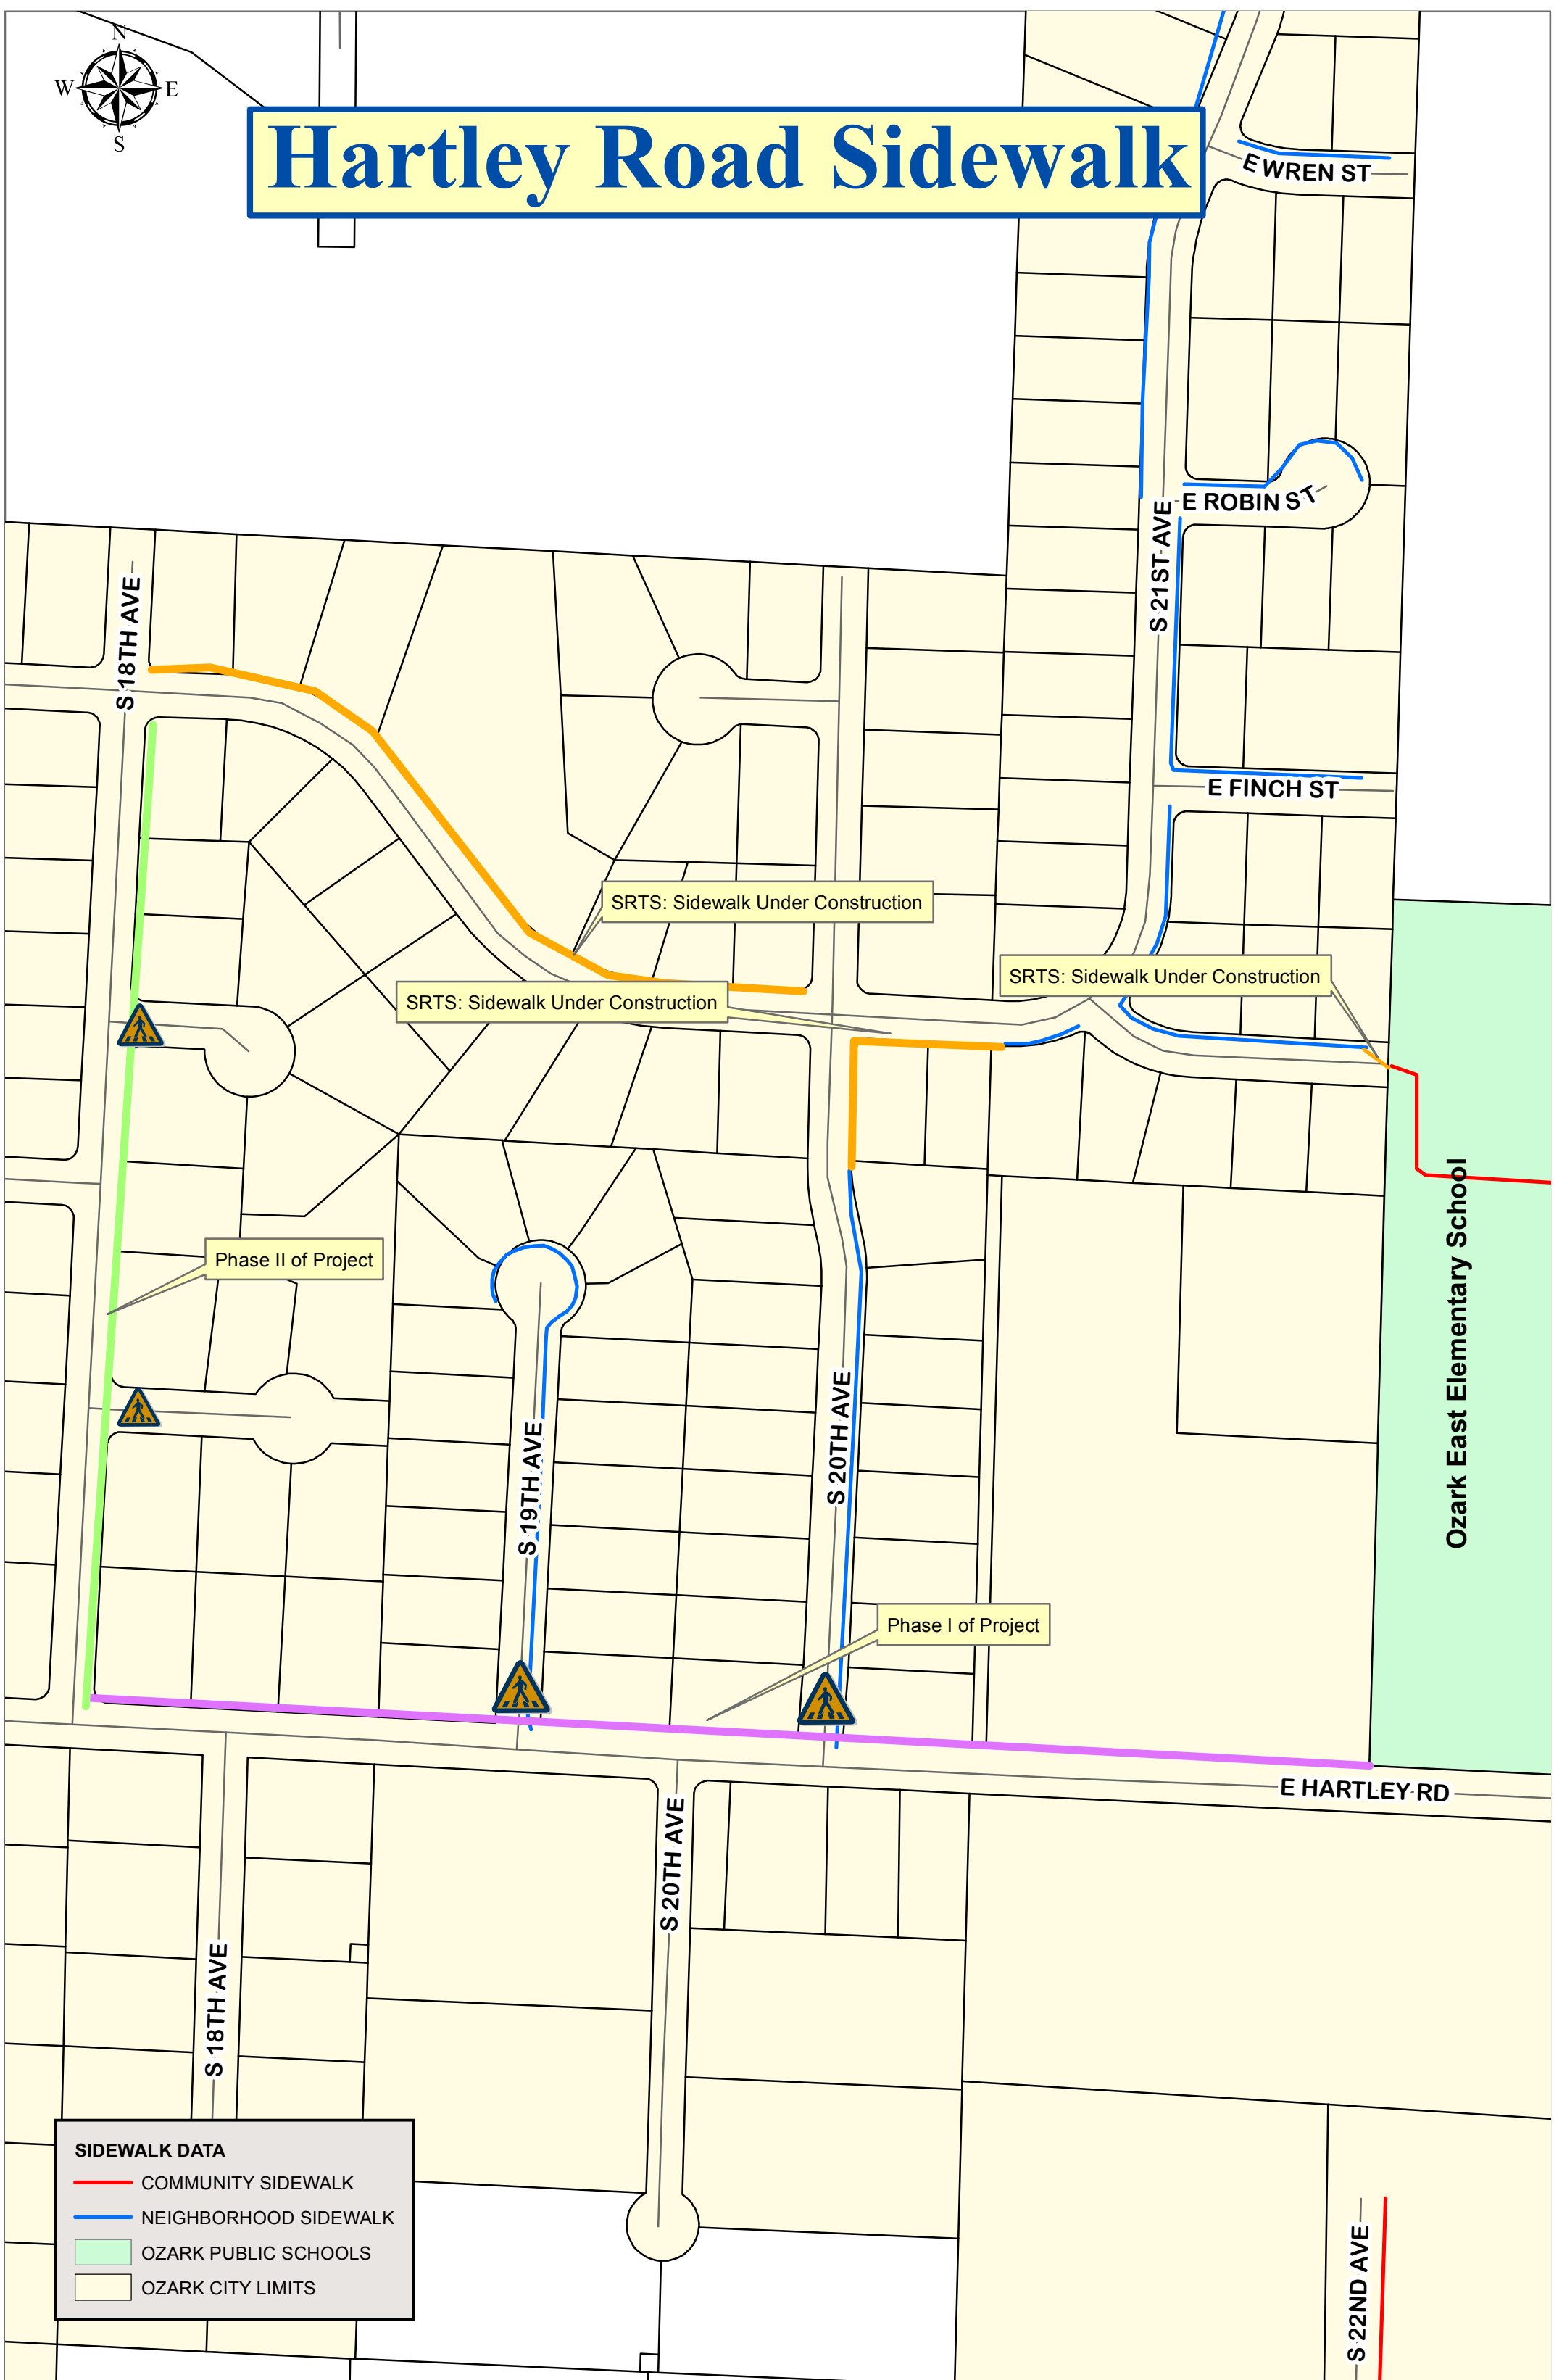 N
W E
S
Hartley Road Sidewalk
E WREN ST
E ROBIN ST
S 21ST AVE
S 18TH AVE
E FINCH ST
SRTS: Sidewalk Under Construction
SRTS: Sidewalk Under Construction
SRTS: Sidewalk Under Construction
Ozark East Elementary School
Phase II of Project
S 19TH AVE
S 20TH AVE
Phase I of Project
E HARTLEY RD
S 20TH AVE
S 18TH AVE
SIDEWALK DATA
COMMUNITY SIDEWALK
NEIGHBORHOOD SIDEWALK
OZARK PUBLIC SCHOOLS
OZARK CITY LIMITS
S 22ND AVE